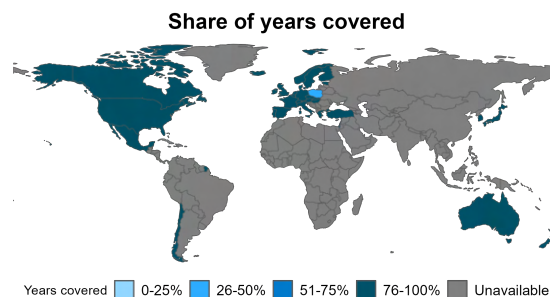 Share of years covered
Years covered 0-25% 26-50% 51-75% 76-100% Unavailable